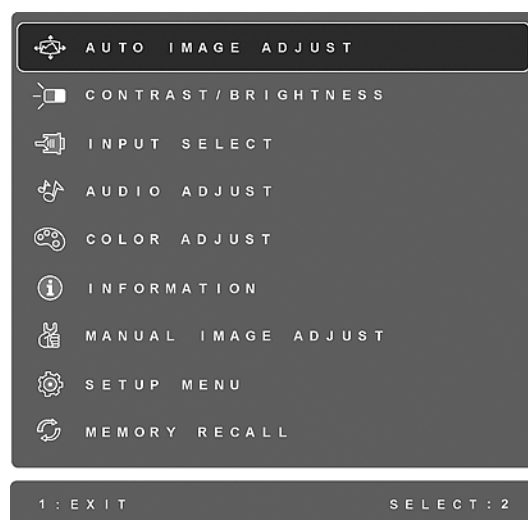 AUTO IMAGE ADJUST
CONTRAST/BRIGHTNESS
INPUT SELECT
AUDIO ADJUST
COLOR ADJUST
INFORMATION
MANUAL IMAGE ADJUST
SETUP MENU
MEMORY RECALL
1:EXIT SELECT:2